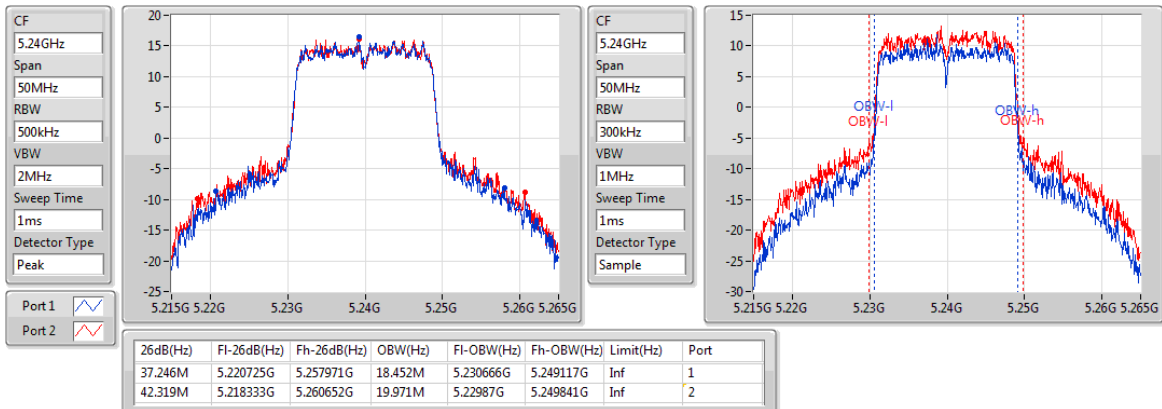 CF
5.24GHz
Span
50MHz
RBW
500kHz
VBW
2MHz
Sweep Time
1ms
Detector Type
Peak
Port 1
Port 2
20
15
10
5
0
-5
-10
-15
-20
-25
5.215G 5.22G 5.23G 5.24G 5.25G 5.26G 5.265G
CF
5.24GHz
Span
50MHz
RBW
300kHz
VBW
1MHz
Sweep Time
1ms
Detector Type
Sample
15
10
5
0
-5
-10
-15
-20
-25
-30
OBW-l OBW-h
OBW-l OBW-h
5.215G 5.22G 5.23G 5.24G 5.25G 5.26G 5.265G
26dB(Hz) Fl-26dB(Hz) Fh-26dB(Hz) OBW(Hz) Fl-OBW(Hz) Fh-OBW(Hz) Limit(Hz) Port
37.246M 5.220725G 5.257971G 18.452M 5.230666G 5.249117G Inf 1
42.319M 5.218333G 5.260652G 19.971M 5.22987G 5.249841G Inf 2